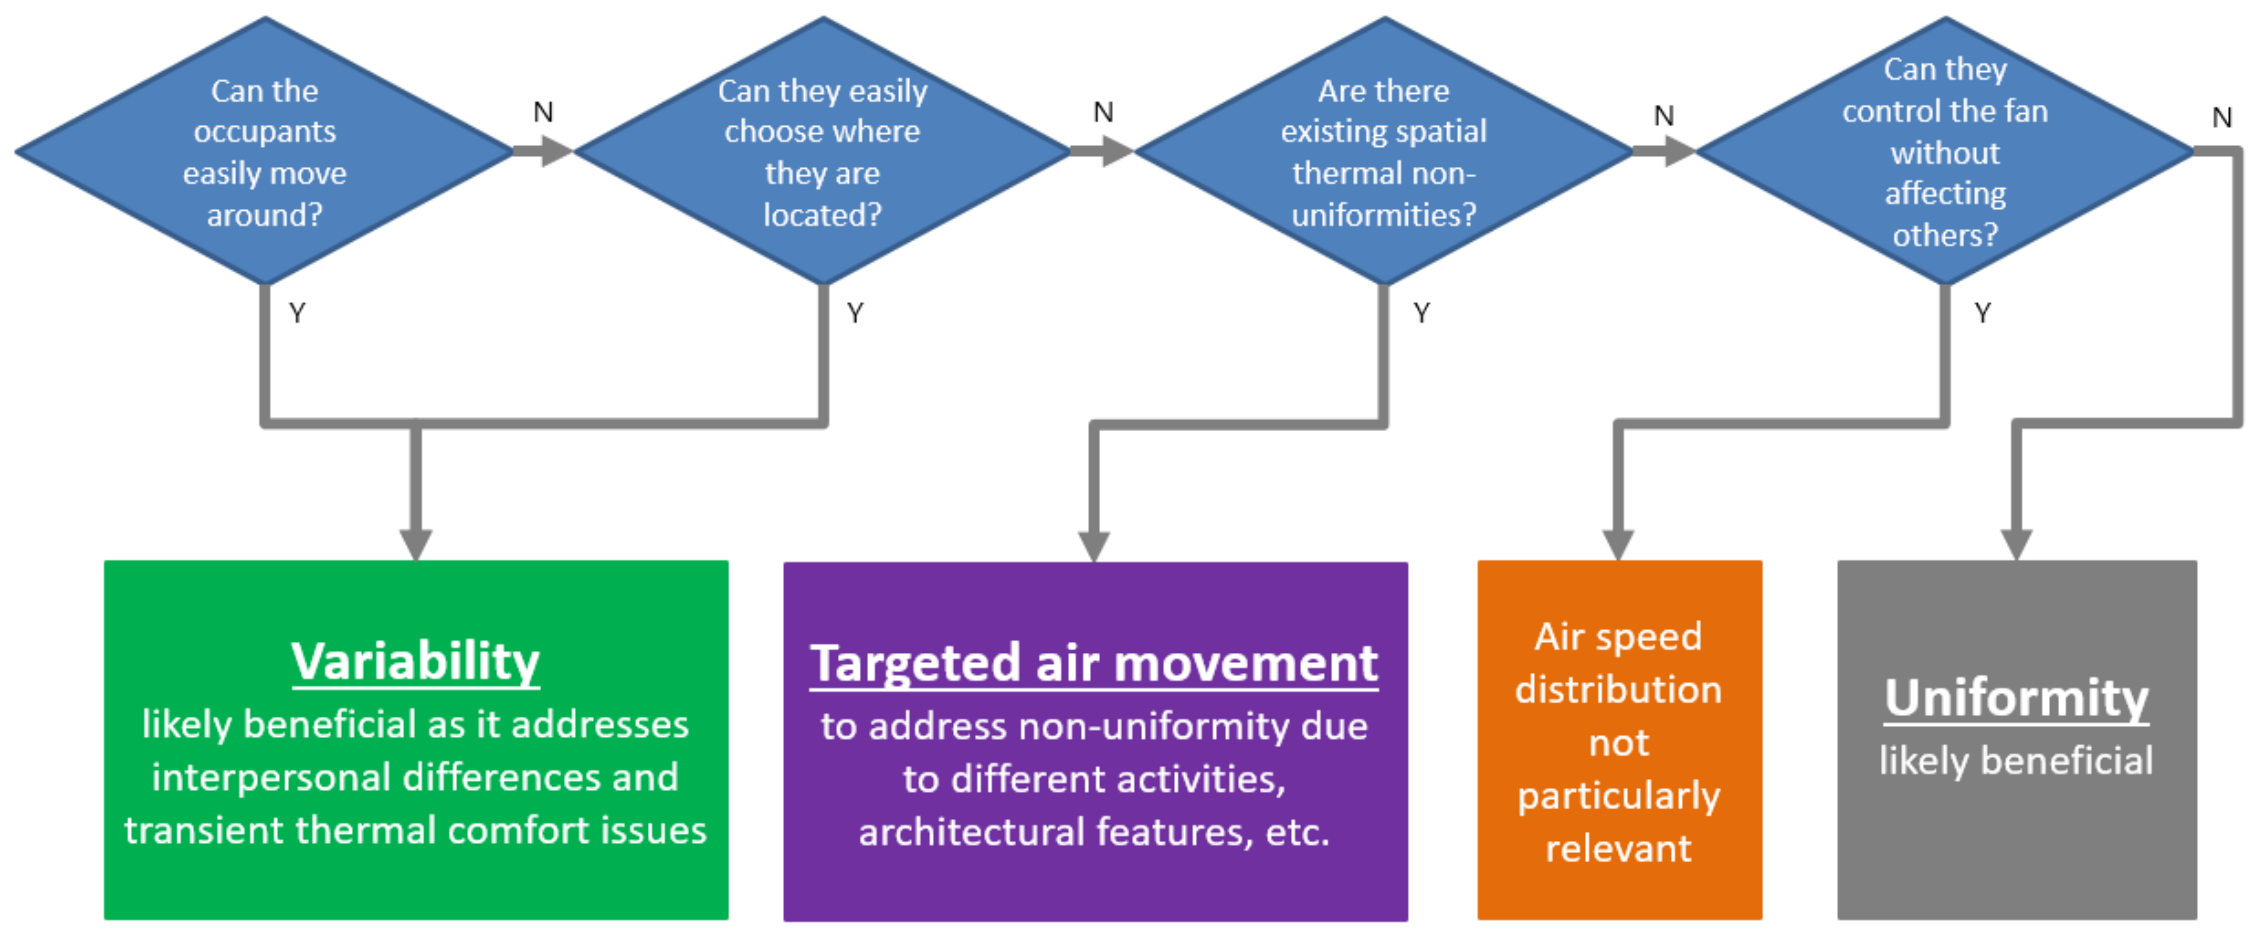 Can the
occupants
easily move
around?
N
Y
Can they easily
choose where
they are
located?
N
Y
Are there
existing spatial
thermal non-
uniformities?
N
Y
Can they
control the fan
without
affecting
others?
N
Y
Variability
likely beneficial as it addresses
interpersonal differences and
transient thermal comfort issues
Targeted air movement
to address non-uniformity due
to different activities,
architectural features, etc.
Air speed
distribution
not
particularly
relevant
Uniformity
likely beneficial